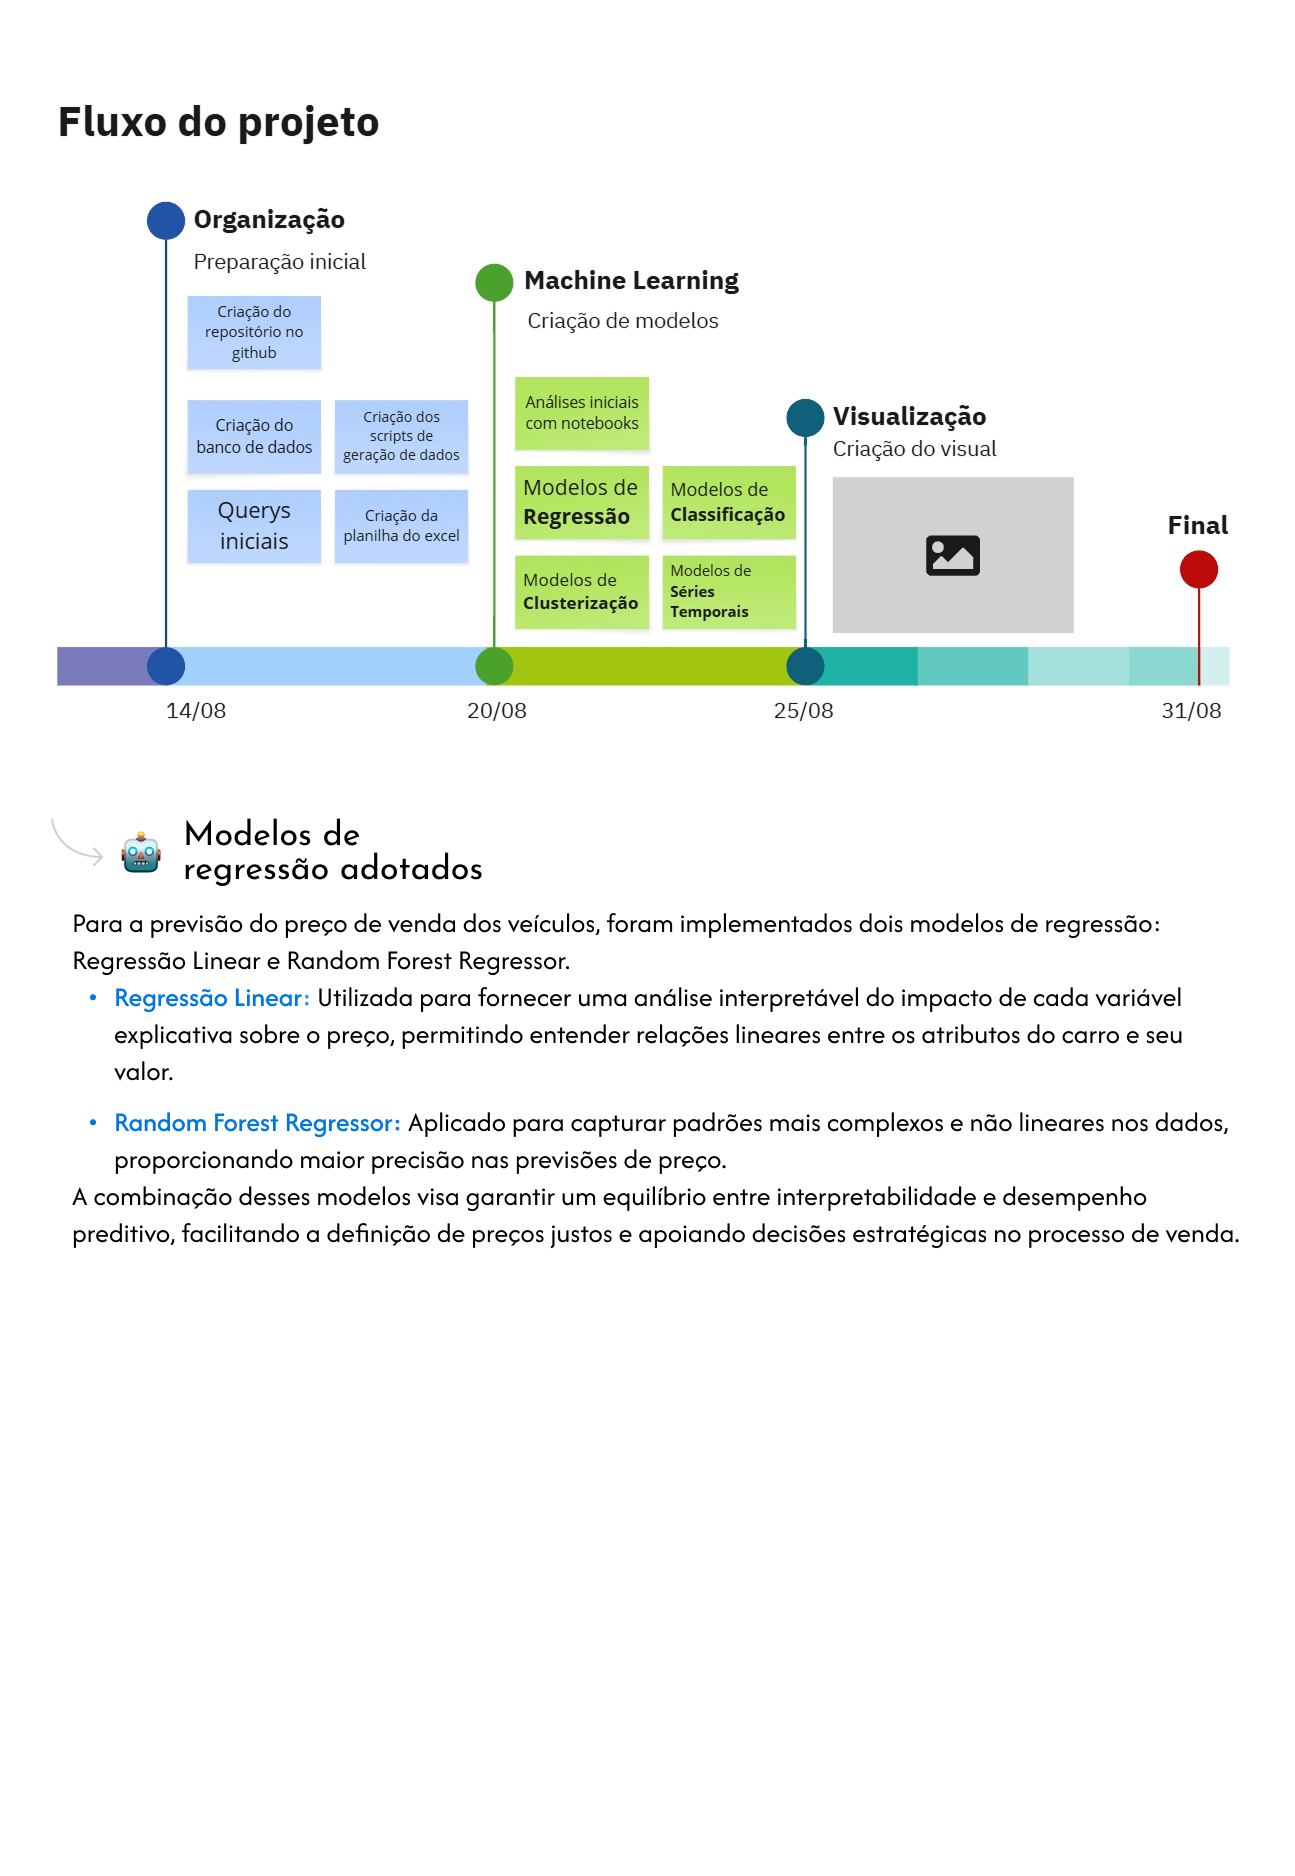 Fluxo do projeto
Organização
Preparação inicial
Criação do
repositório no
github
Criação do
banco de dados
Criação dos
scripts de
geração de dados
Querys
iniciais
Criação da
planilha do excel
Machine Learning
Criação de modelos
Análises iniciais
com notebooks
Modelos de
Regressão
Modelos de
Classificação
Modelos de
Clusterização
Modelos de
Séries
Temporais
Visualização
Criação do visual
Final
14/08
20/08
25/08
31/08
Modelos de
regressão adotados
Para a previsão do preço de venda dos veículos, foram implementados dois modelos de regressão:
Regressão Linear e Random Forest Regressor.
• Regressão Linear: Utilizada para fornecer uma análise interpretável do impacto de cada variável
explicativa sobre o preço, permitindo entender relações lineares entre os atributos do carro e seu
valor.
• Random Forest Regressor: Aplicado para capturar padrões mais complexos e não lineares nos dados,
proporcionando maior precisão nas previsões de preço.
A combinação desses modelos visa garantir um equilíbrio entre interpretabilidade e desempenho
preditivo, facilitando a definição de preços justos e apoiando decisões estratégicas no processo de venda.